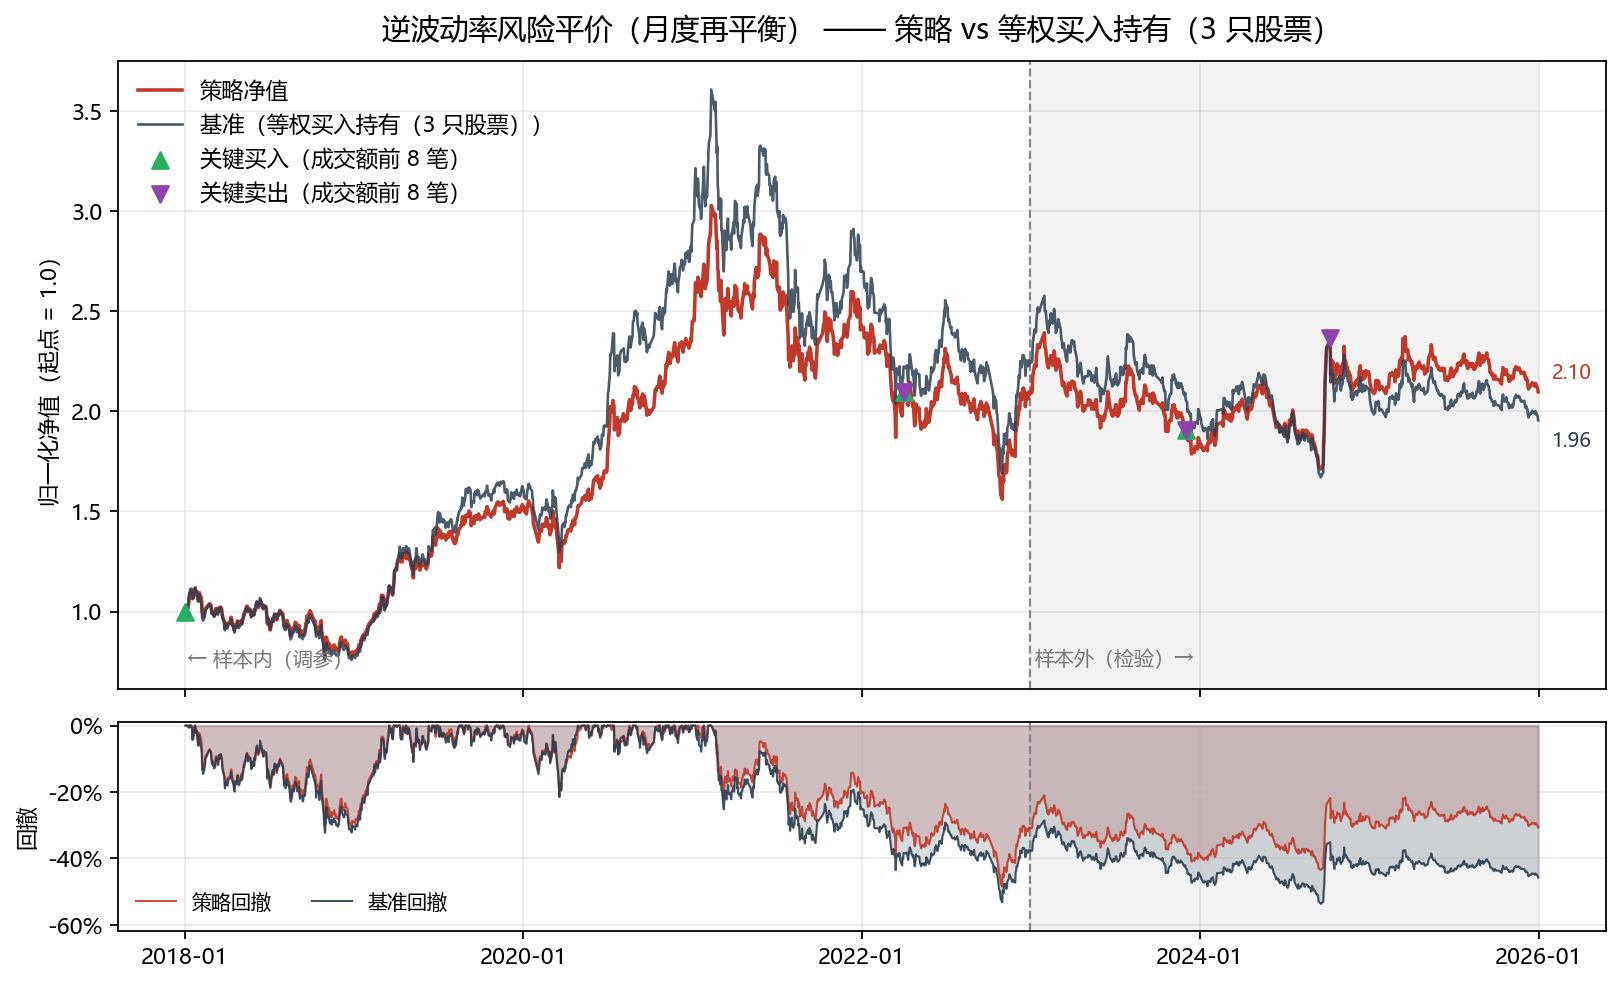 逆波动率风险平价（月度再平衡） —— 策略 vs 等权买入持有（3 只股票）
策略净值
基准（等权买入持有（3 只股票））
关键买入（成交额前 8 笔）
关键卖出（成交额前 8 笔）
归一化净值（起点 = 1.0）
3.5
3.0
2.5
2.0
1.5
1.0
2.10
1.96
← 样本内（调参）
样本外（检验）→
回撤
0%
-20%
-40%
-60%
策略回撤
基准回撤
2018-01
2020-01
2022-01
2024-01
2026-01